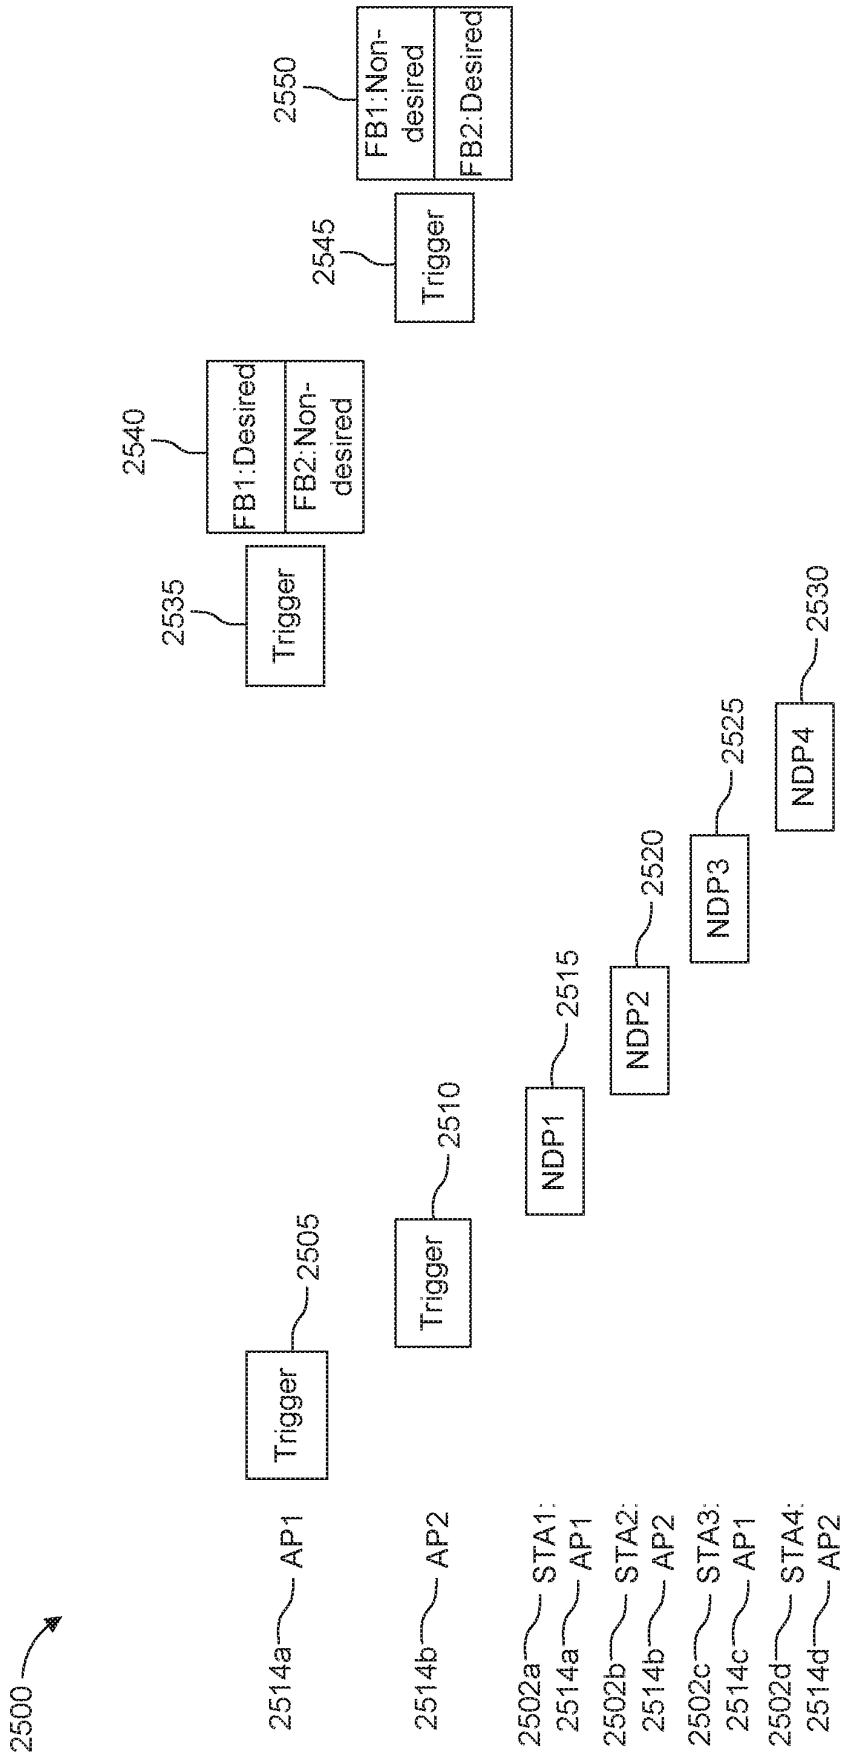 2500
2514a
AP1
Trigger
2505
2535
Trigger
2540
FB1:Desired
FB2:Non-
desired
2514b
AP2
Trigger
2510
2545
Trigger
2550
FB1:Non-
desired
FB2:Desired
2502a
STA1:
2514a
AP1
NDP1
2515
2502b
STA2:
2514b
AP2
NDP2
2520
2502c
STA3:
2514c
AP1
NDP3
2525
2502d
STA4:
2514d
AP2
NDP4
2530